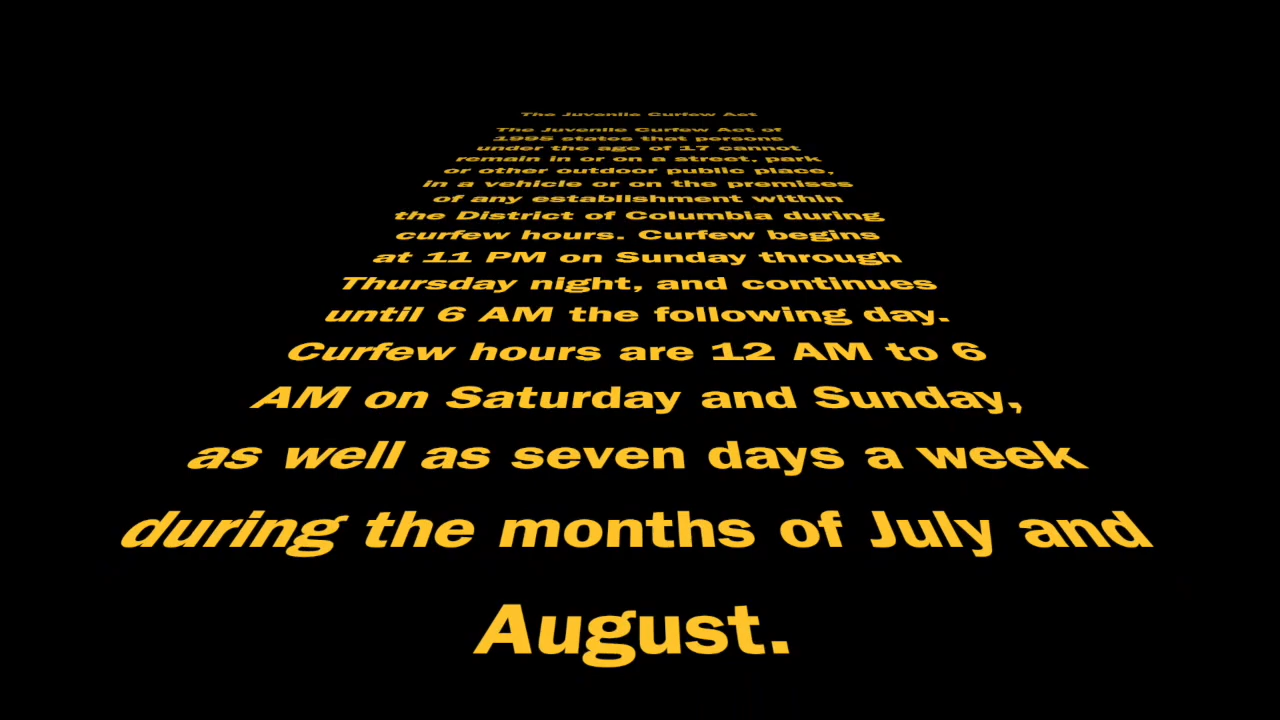 The Juvenile Curfew Act
The Juvenile Curfew Act of
1995 states that persons
under the age of 17 cannot
remain in or on a street, park
or other outdoor public place,
in a vehicle or on the premises
of any establishment within
the District of Columbia during
curfew hours. Curfew begins
at 11 PM on Sunday through
Thursday night, and continues
until 6 AM the following day.
Curfew hours are 12 AM to 6
AM on Saturday and Sunday,
as well as seven days a week
during the months of July and
August.